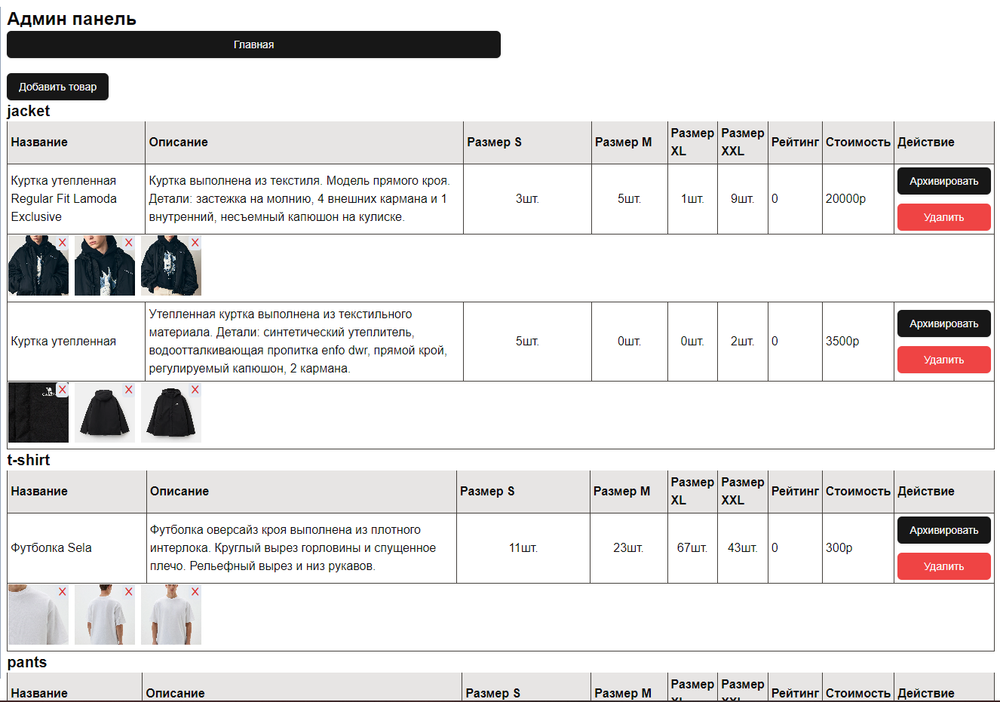 Админ панель
Главная
Добавить товар
jacket
Название Описание Размер S Размер M Размер XL Размер XXL Рейтинг Стоимость Действие
Куртка утепленная
Regular Fit Lamoda
Exclusive
Куртка выполнена из текстиля. Модель прямого кроя.
Детали: застежка на молнию, 4 внешних кармана и 1
внутренний, несъемный капюшон на кулиске.
3шт. 5шт. 1шт. 9шт. 0 20000р
Архивировать
Удалить
Куртка утепленная
Утепленная куртка выполнена из текстильного
материала. Детали: синтетический утеплитель,
водоотталкивающая пропитка enfo dwr, прямой крой,
регулируемый капюшон, 2 кармана.
5шт. 0шт. 0шт. 2шт. 0 3500р
Архивировать
Удалить
t-shirt
Название Описание Размер S Размер M Размер XL Размер XXL Рейтинг Стоимость Действие
Футболка Sela
Футболка оверсайз кроя выполнена из плотного
интерлока. Круглый вырез горловины и спущенное
плечо. Рельефный вырез и низ рукавов.
11шт. 23шт. 67шт. 43шт. 0 300р
Архивировать
Удалить
pants
Название Описание Размер S Размер M Размер XL Размер XXL Рейтинг Стоимость Действие